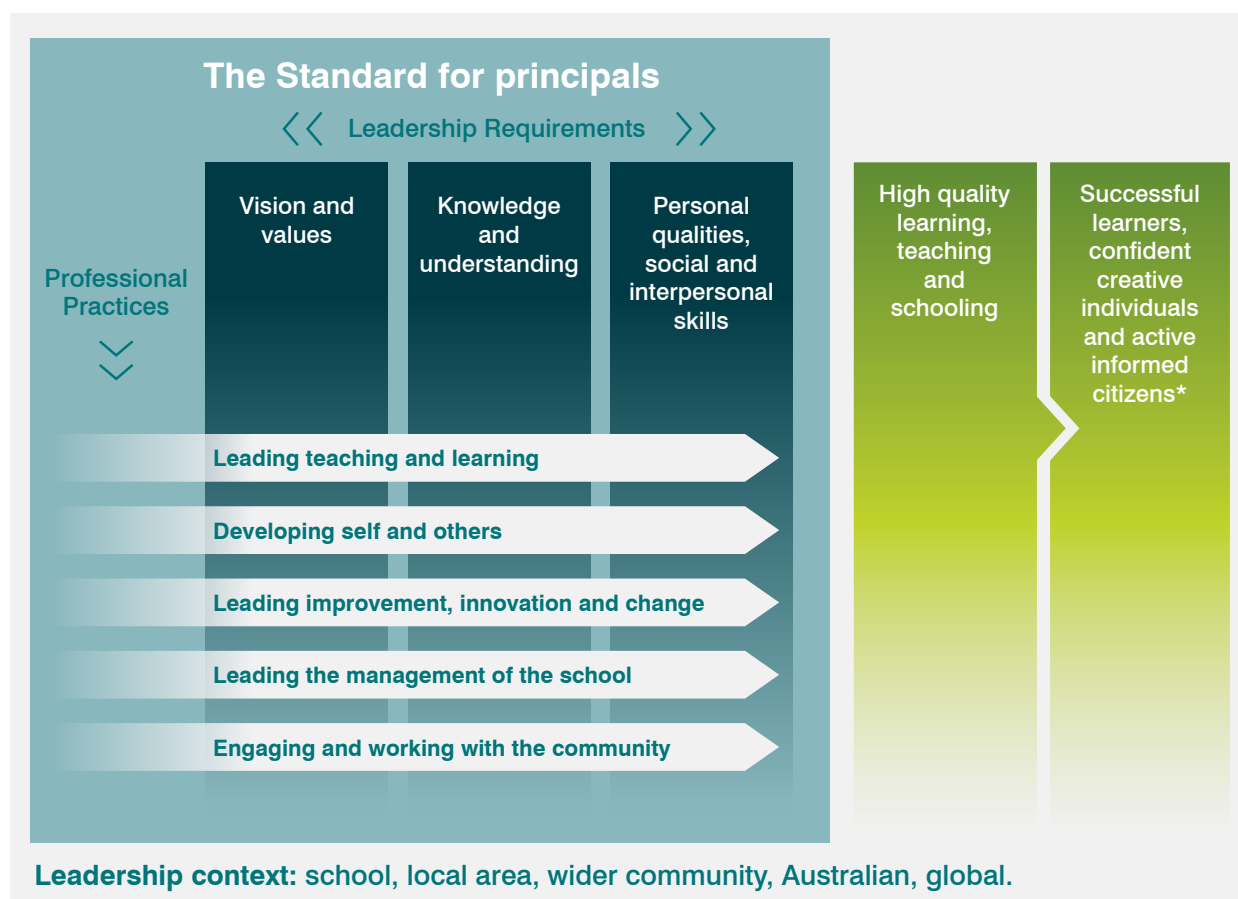 The Standard for principals
Leadership Requirements
Vision and
values
Knowledge
and
understanding
Personal
qualities,
social and
interpersonal
skills
High quality
learning,
teaching
and
schooling
Successful
learners,
confident
creative
individuals
and active
informed
citizens*
Professional
Practices
Leading teaching and learning
Developing self and others
Leading improvement, innovation and change
Leading the management of the school
Engaging and working with the community
Leadership context: school, local area, wider community, Australian, global.